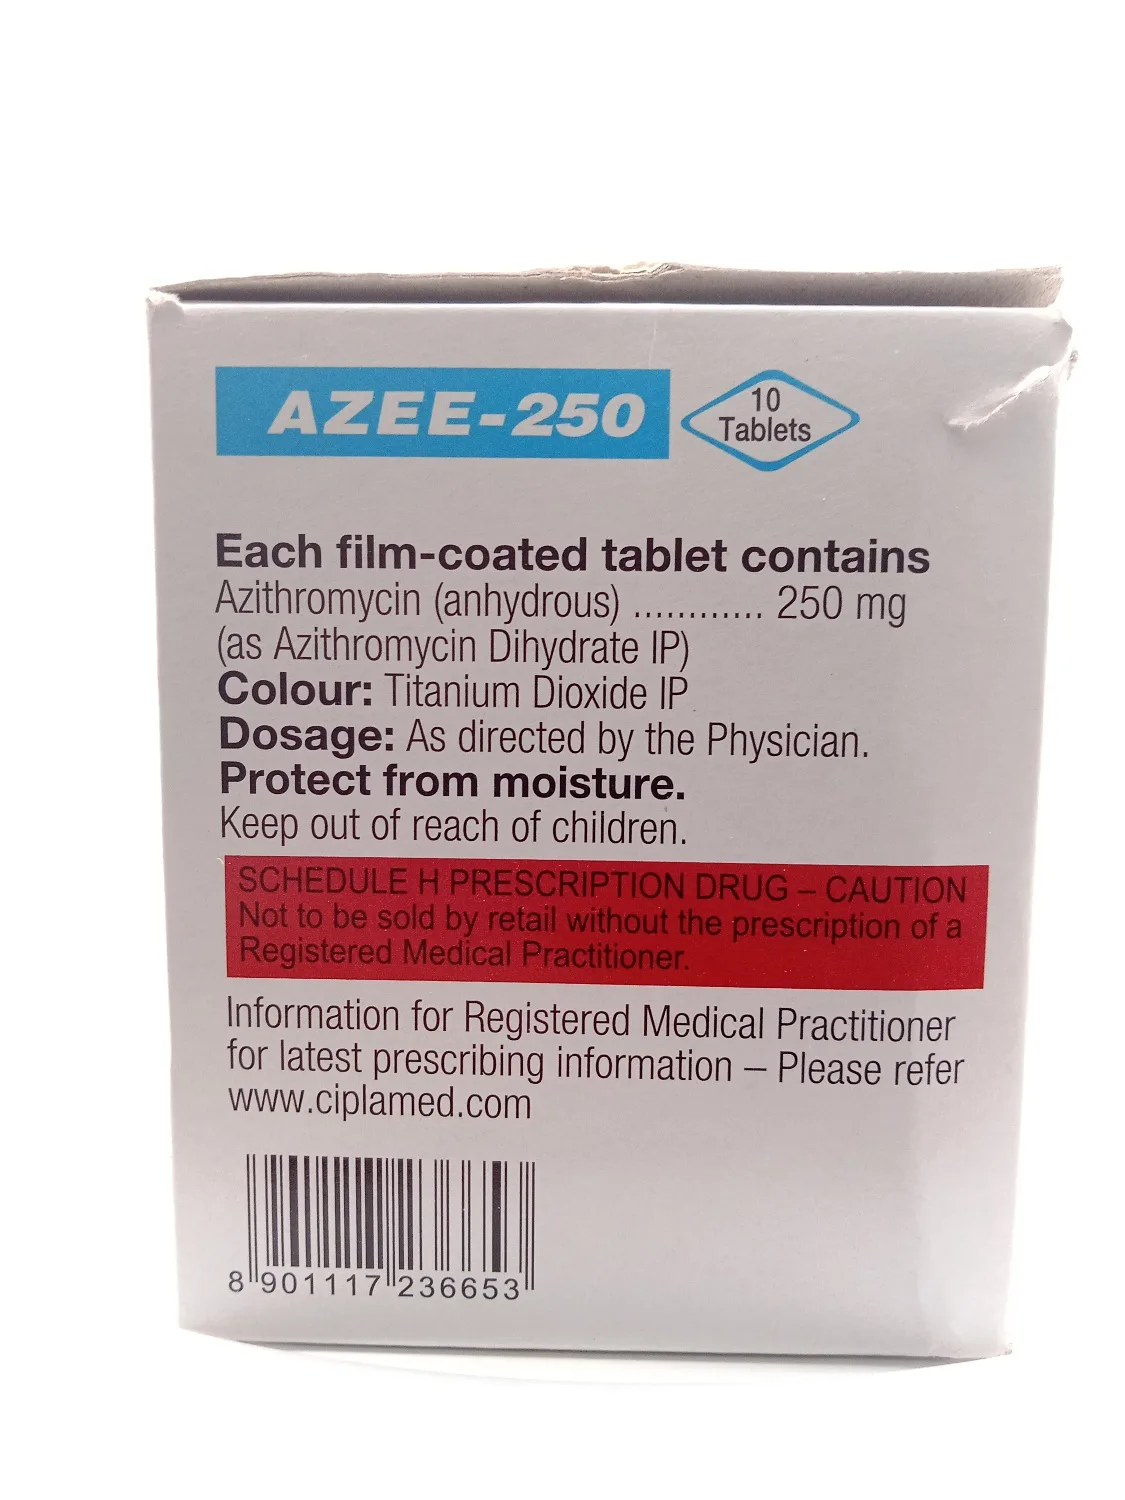 AZEE-250
10
Tablets
Each film-coated tablet contains
Azithromycin (anhydrous) ............ 250 mg
(as Azithromycin Dihydrate IP)
Colour: Titanium Dioxide IP
Dosage: As directed by the Physician.
Protect from moisture.
Keep out of reach of children.
SCHEDULE H PRESCRIPTION DRUG – CAUTION
Not to be sold by retail without the prescription of a
Registered Medical Practitioner.
Information for Registered Medical Practitioner
for latest prescribing information – Please refer
www.ciplamed.com
8 901117 236653